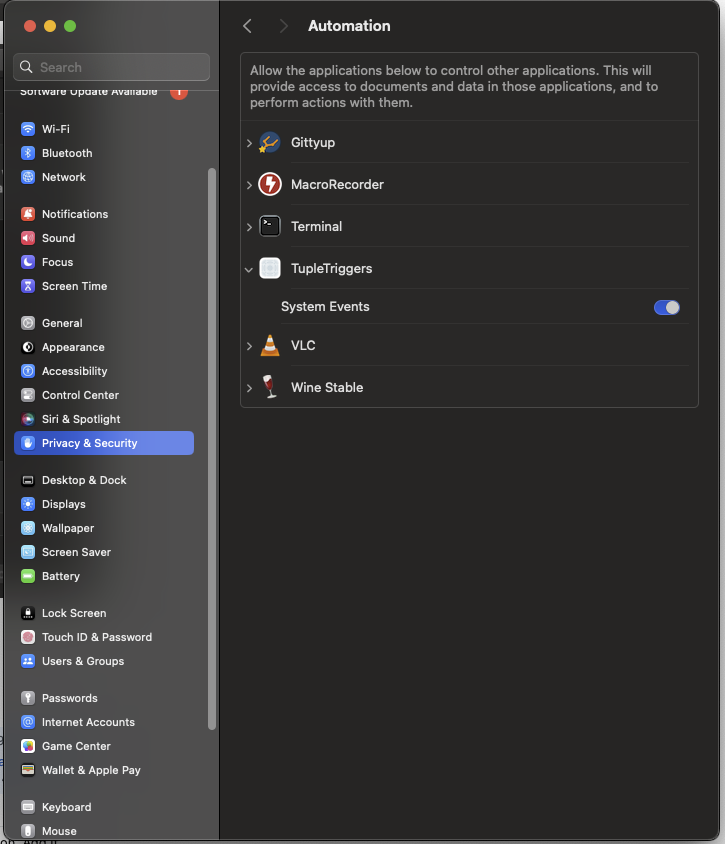 Automation
Search
Software Update Available 1
Wi-Fi
Bluetooth
Network
Notifications
Sound
Focus
Screen Time
General
Appearance
Accessibility
Control Center
Siri & Spotlight
Privacy & Security
Desktop & Dock
Displays
Wallpaper
Screen Saver
Battery
Lock Screen
Touch ID & Password
Users & Groups
Passwords
Internet Accounts
Game Center
Wallet & Apple Pay
Keyboard
Mouse
Allow the applications below to control other applications. This will
provide access to documents and data in those applications, and to
perform actions with them.
Gittyup
MacroRecorder
Terminal
TupleTriggers
System Events
VLC
Wine Stable